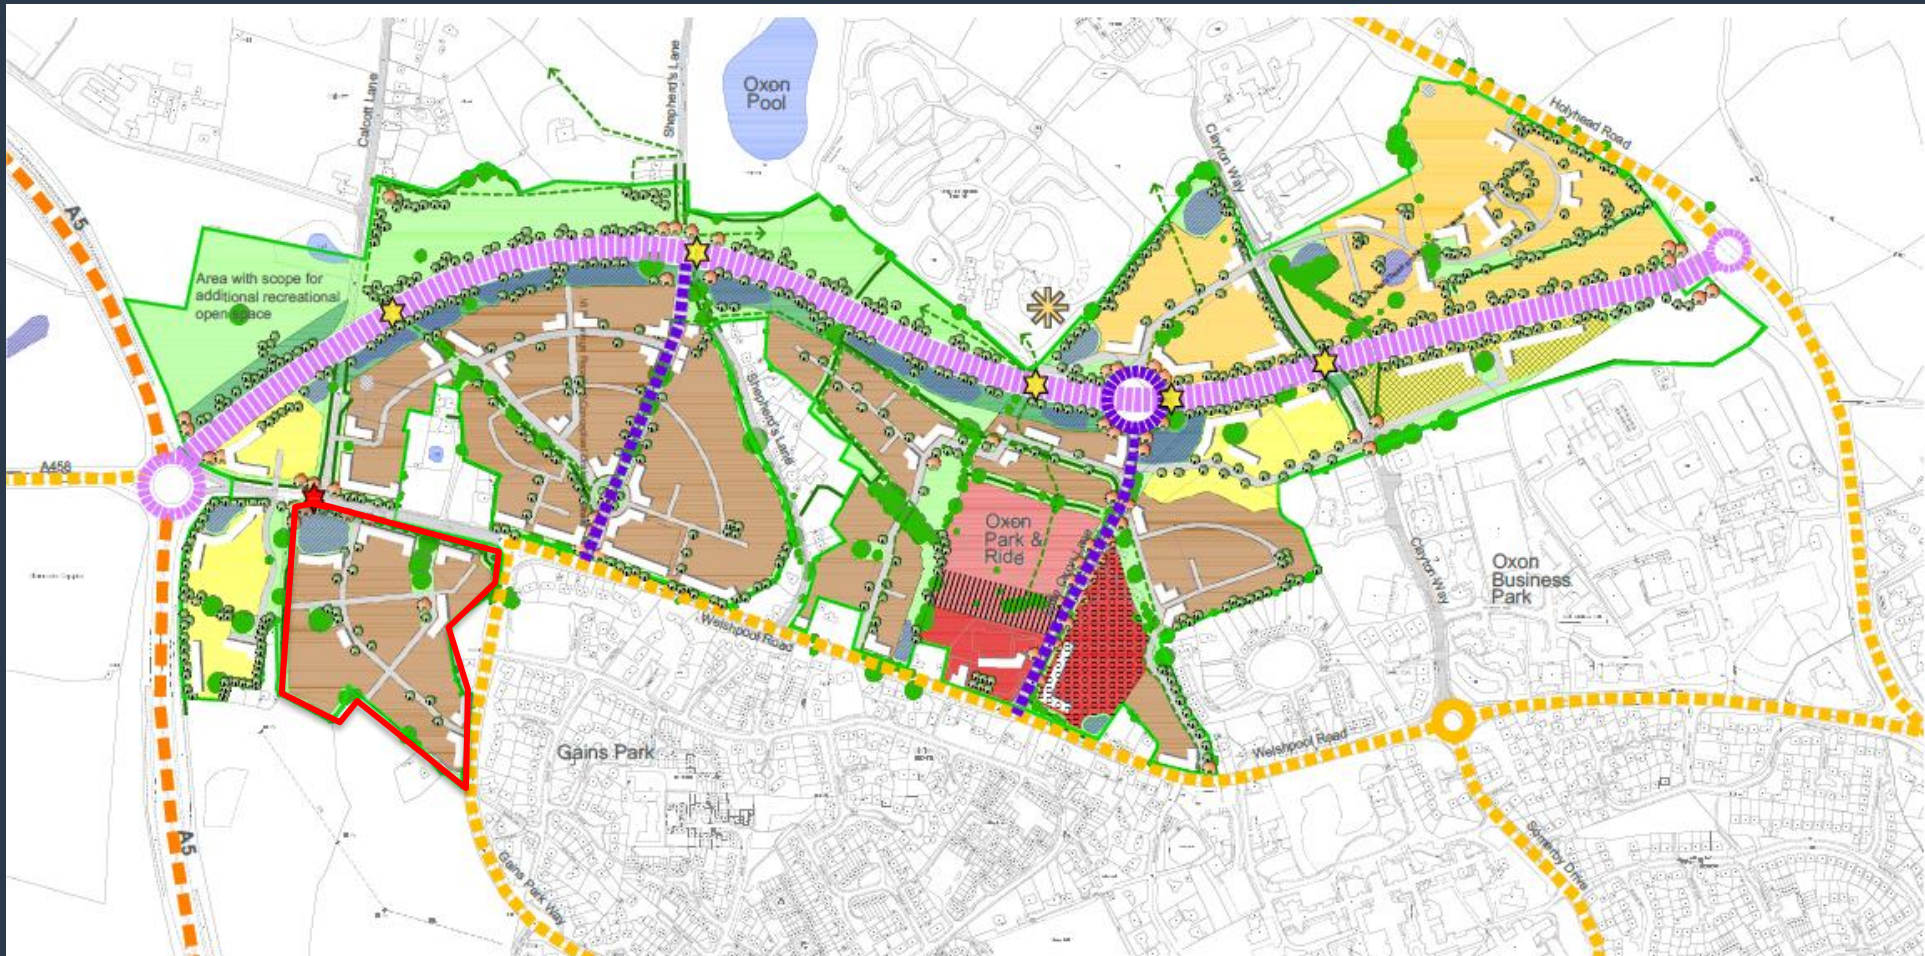 Calcott Lane
Shepherd's Lane
Oxon
Pool
Clayton Way
Holyhead Road
A5
Area with scope for
additional recreational
open space
Shepherd's Lane
A458
Oxon
Park &
Ride
Clayton Way
Oxon
Business
Park
Welshpool Road
Gains Park
Welshpool Road
A5
Gains Park Way
Somerby Drive